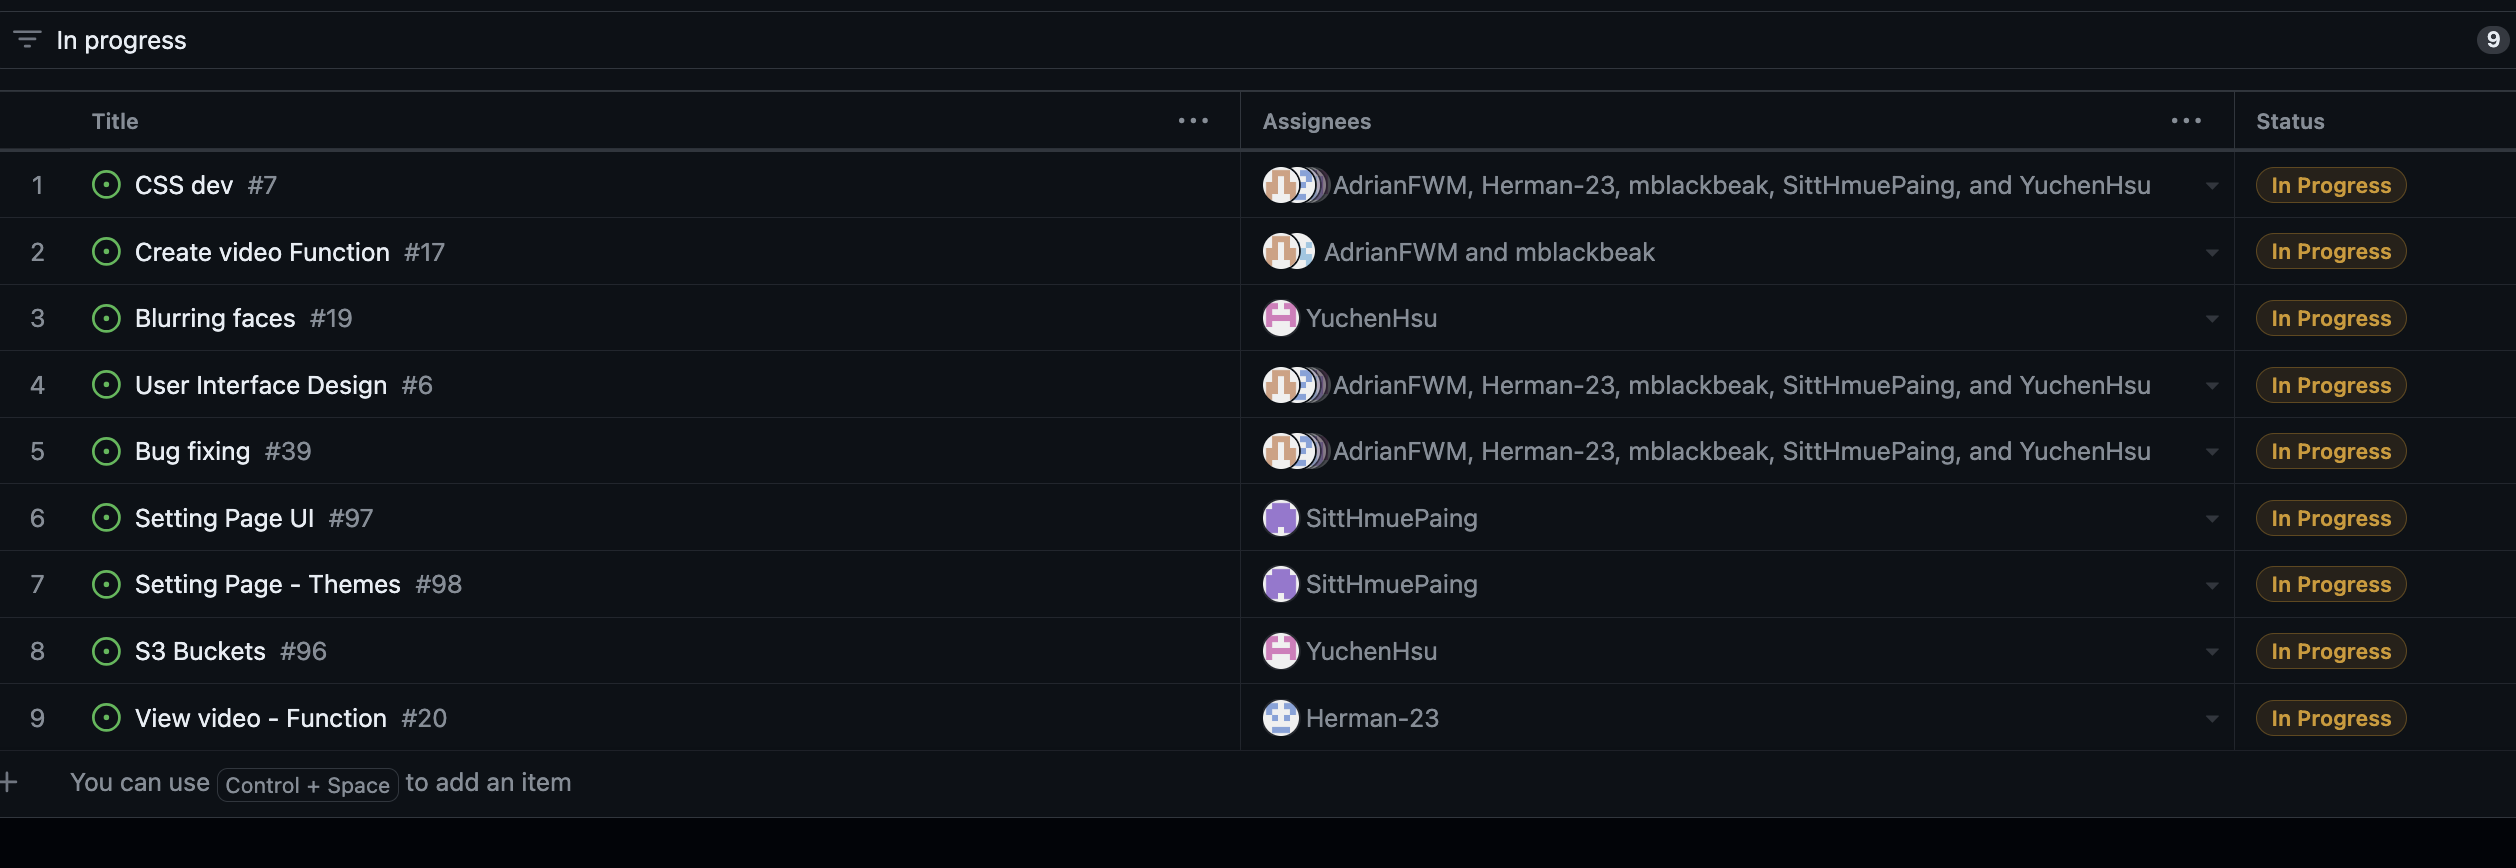 In progress 9
Title ... Assignees ... Status
1 CSS dev #7 AdrianFWM, Herman-23, mblackbeak, SittHmuePaing, and YuchenHsu In Progress
2 Create video Function #17 AdrianFWM and mblackbeak In Progress
3 Blurring faces #19 YuchenHsu In Progress
4 User Interface Design #6 AdrianFWM, Herman-23, mblackbeak, SittHmuePaing, and YuchenHsu In Progress
5 Bug fixing #39 AdrianFWM, Herman-23, mblackbeak, SittHmuePaing, and YuchenHsu In Progress
6 Setting Page UI #97 SittHmuePaing In Progress
7 Setting Page - Themes #98 SittHmuePaing In Progress
8 S3 Buckets #96 YuchenHsu In Progress
9 View video - Function #20 Herman-23 In Progress
+ You can use Control + Space to add an item